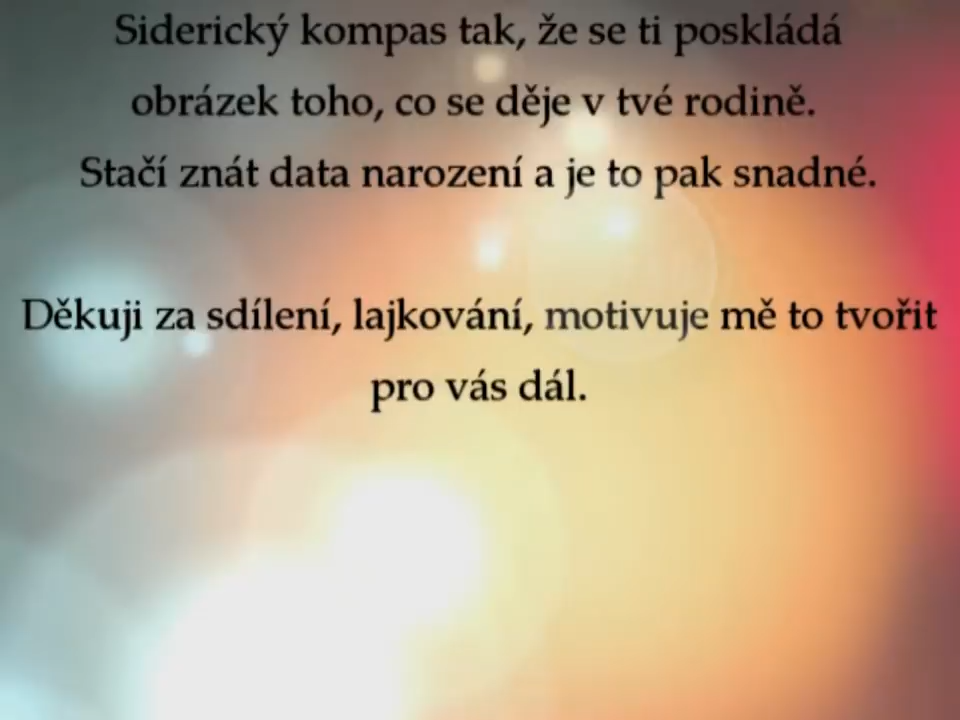 Siderický kompas tak, že se ti poskládá
obrázek toho, co se děje v tvé rodině.
Stačí znát data narození a je to pak snadné.
Děkuji za sdílení, lajkování, motivuje mě to tvořit
pro vás dál.